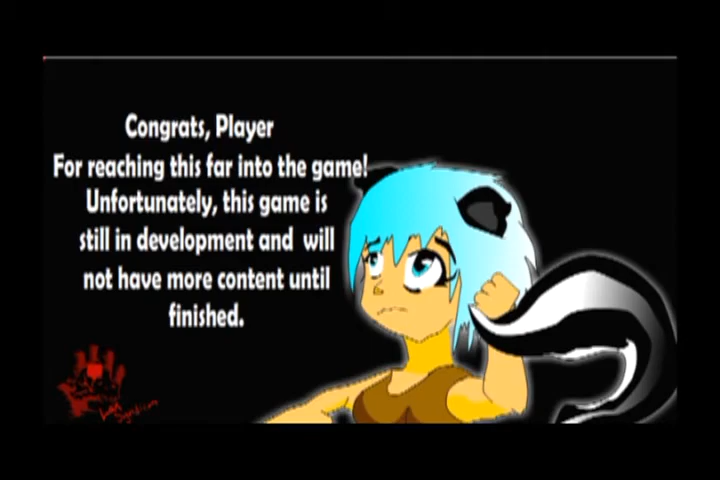 Congrats, Player
For reaching this far into the game!
Unfortunately, this game is
still in development and will
not have more content until
finished.